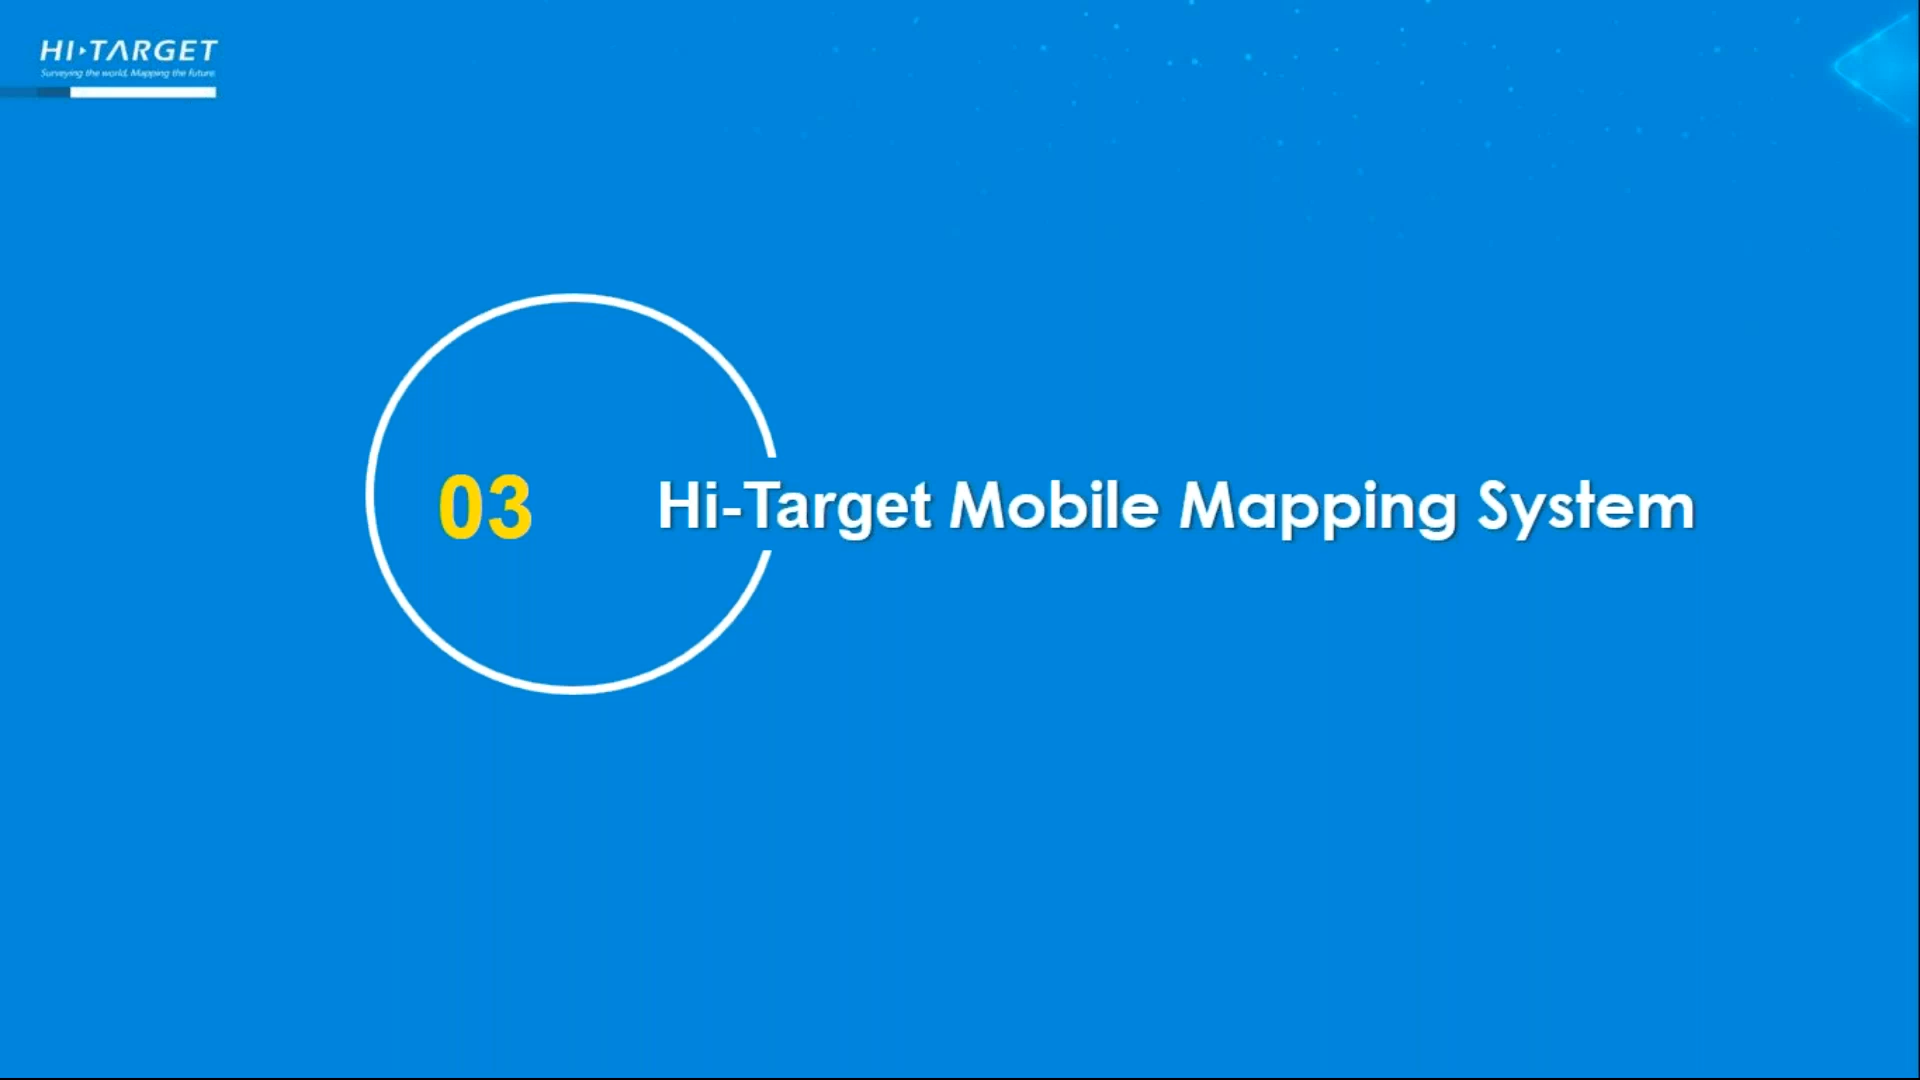 HI-TARGET
Surveying the world, Mapping the future.
03
Hi-Target Mobile Mapping System